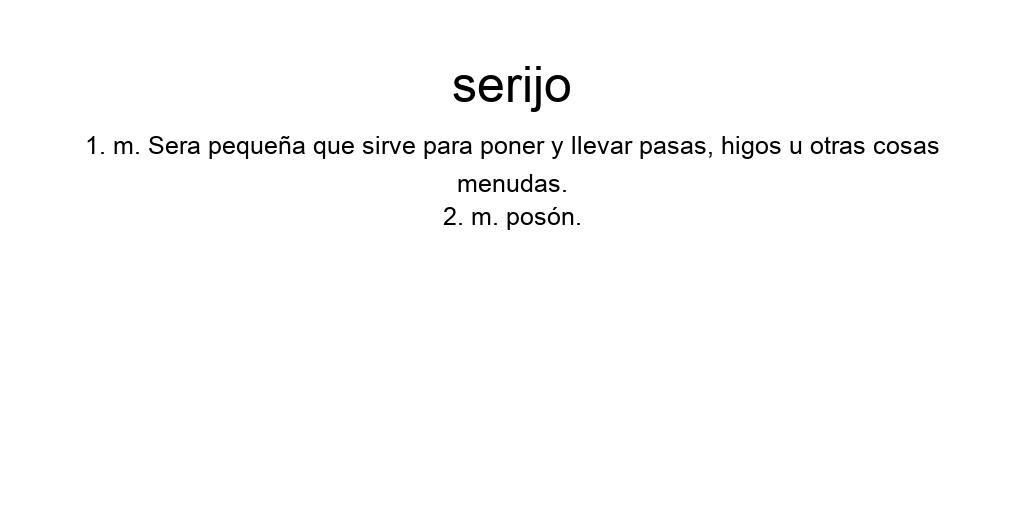 serijo
1. m. Sera pequeña que sirve para poner y llevar pasas, higos u otras cosas
menudas.
2. m. posón.